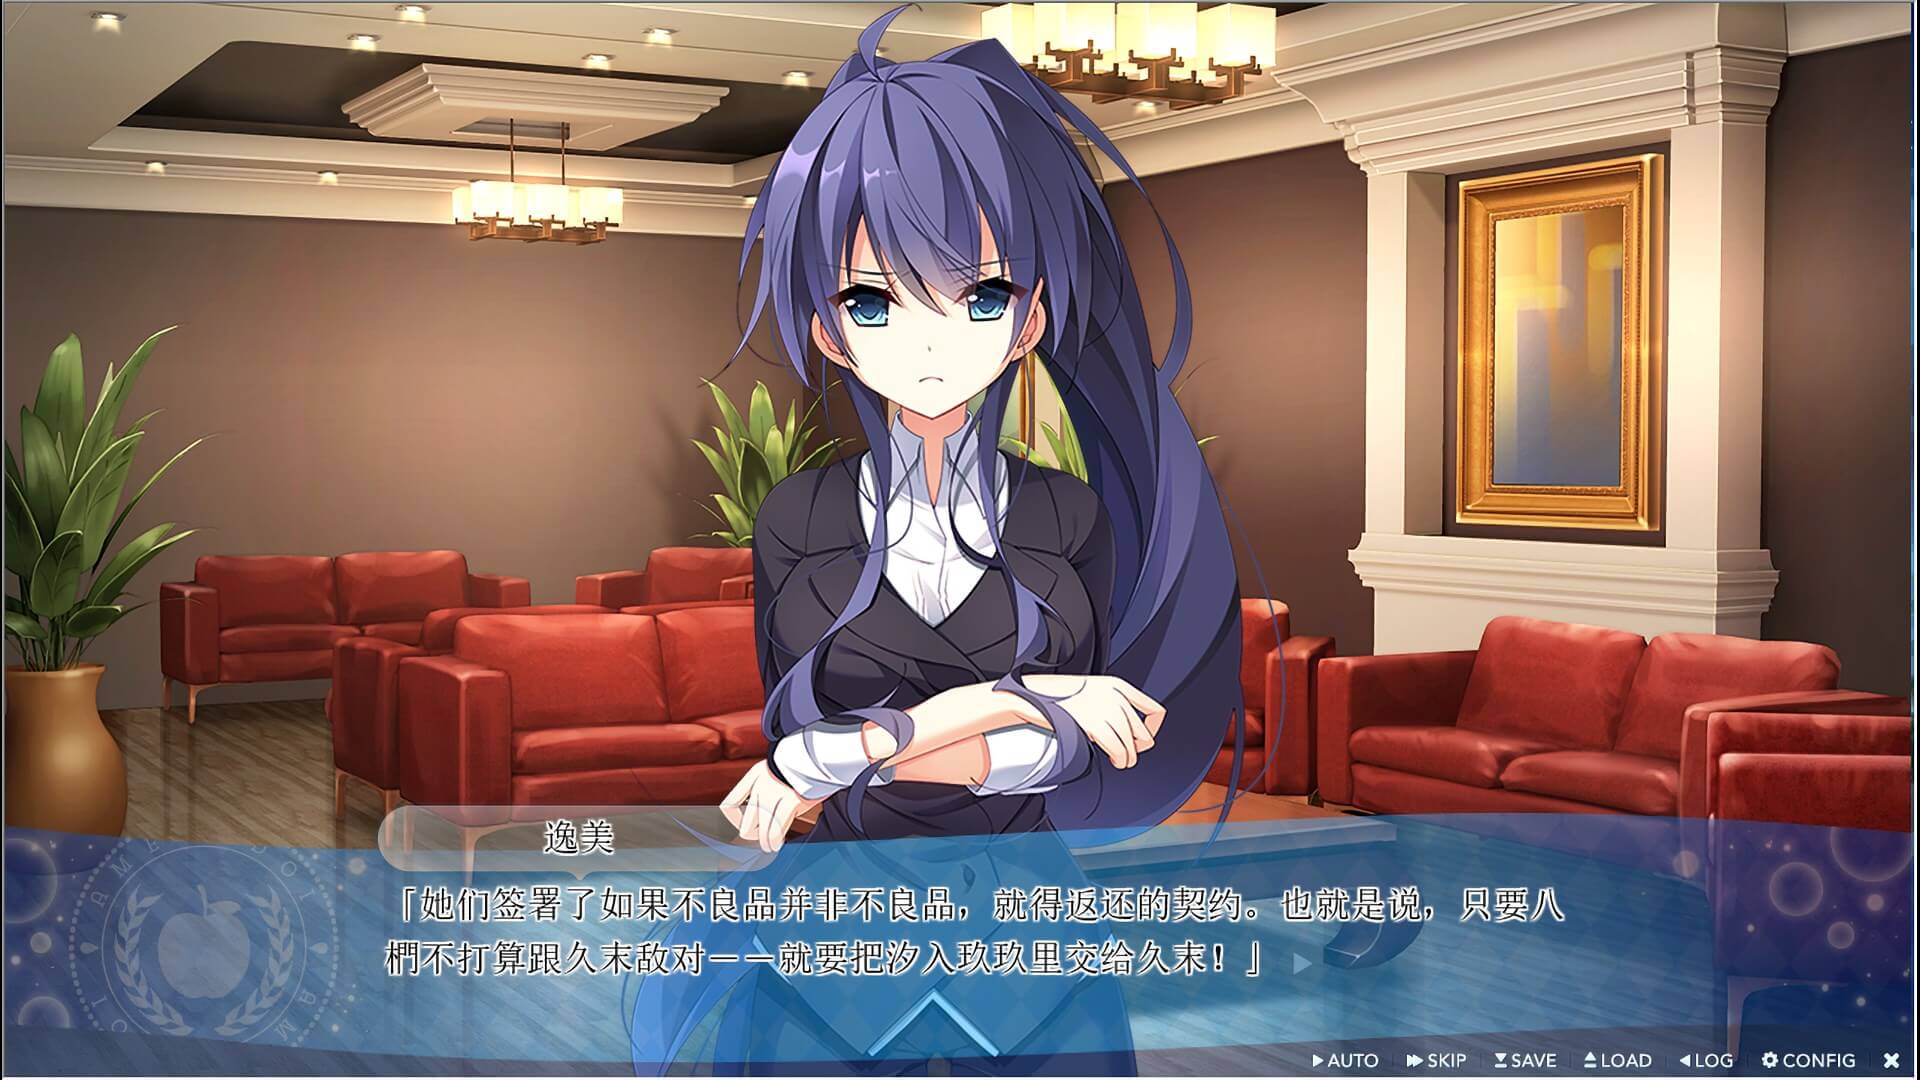 逸美
「她们签署了如果不良品并非不良品，就得返还的契约。也就是说，只要八
椚不打算跟久末敌对——就要把汐入玖玖里交给久末！」
AUTO SKIP SAVE LOAD LOG CONFIG